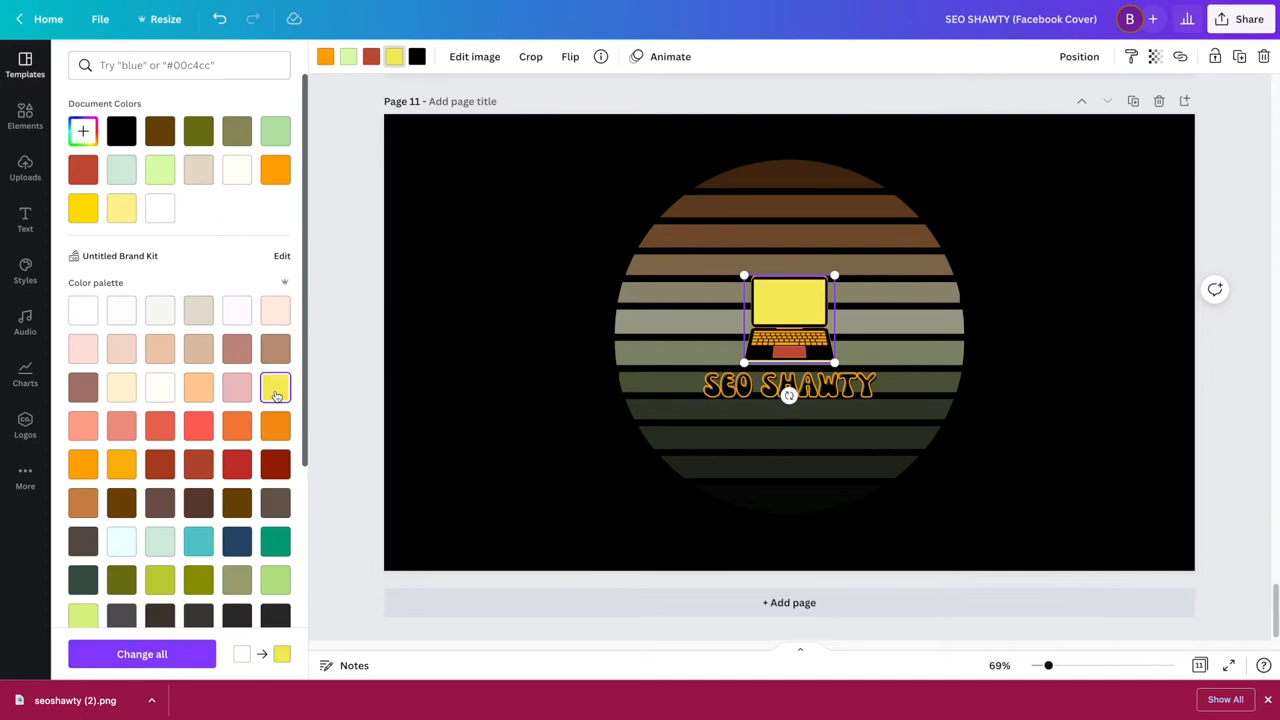 Home
File
Resize
SEO SHAWTY (Facebook Cover)
B
Share
Templates
Elements
Uploads
Text
Styles
Audio
Charts
CO.
Logos
More
Try "blue" or "#00c4cc"
Document Colors
Untitled Brand Kit
Edit
Color palette
Change all
Edit image
Crop
Flip
Animate
Position
Page 11 - Add page title
SEO SHAWTY
+ Add page
Notes
69%
11
seoshawty (2).png
Show All